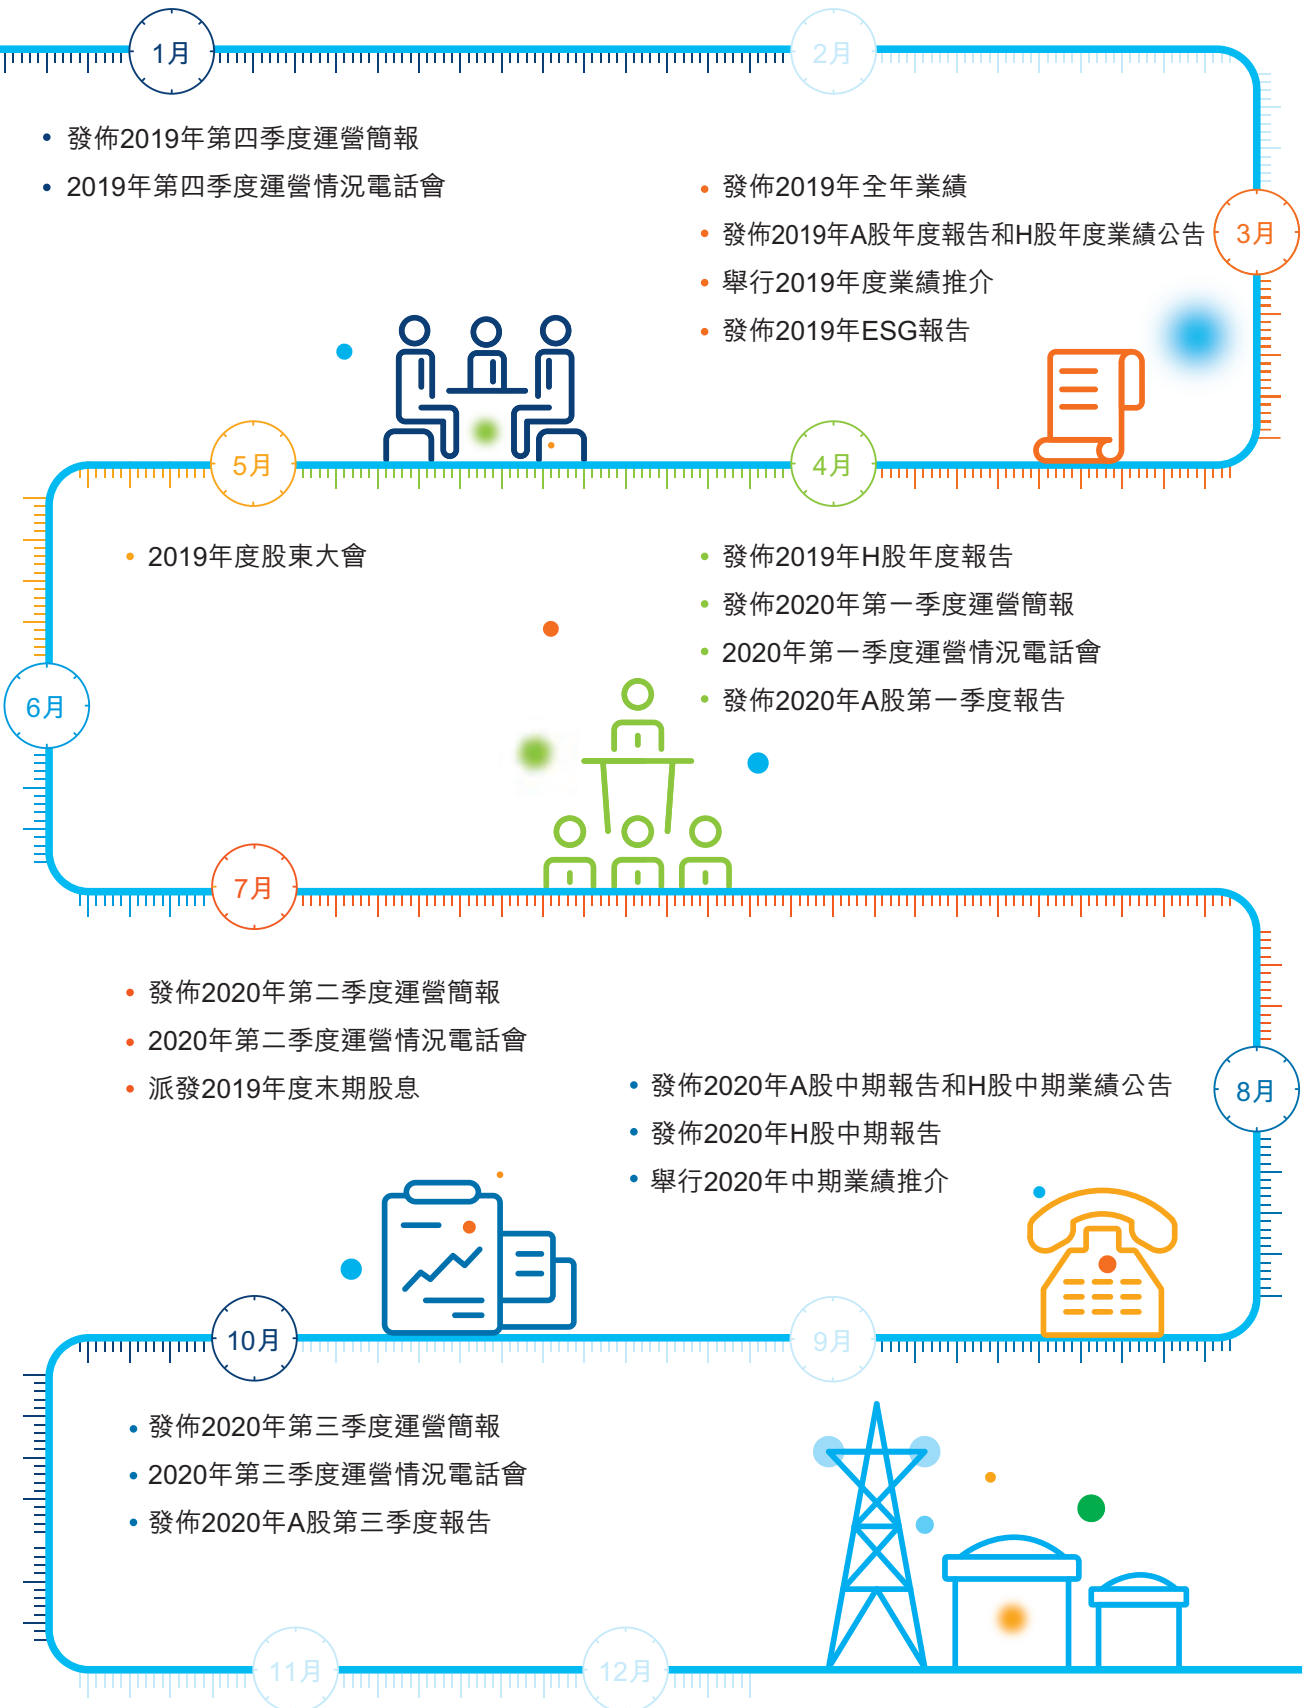 1月
2月
• 發佈2019年第四季度運營簡報
• 2019年第四季度運營情況電話會
3月
• 發佈2019年全年業績
• 發佈2019年A股年度報告和H股年度業績公告
• 舉行2019年度業績推介
• 發佈2019年ESG報告
4月
• 發佈2019年H股年度報告
• 發佈2020年第一季度運營簡報
• 2020年第一季度運營情況電話會
• 發佈2020年A股第一季度報告
5月
• 2019年度股東大會
6月
7月
• 發佈2020年第二季度運營簡報
• 2020年第二季度運營情況電話會
• 派發2019年度末期股息
8月
• 發佈2020年A股中期報告和H股中期業績公告
• 發佈2020年H股中期報告
• 舉行2020年中期業績推介
9月
10月
• 發佈2020年第三季度運營簡報
• 2020年第三季度運營情況電話會
• 發佈2020年A股第三季度報告
11月
12月